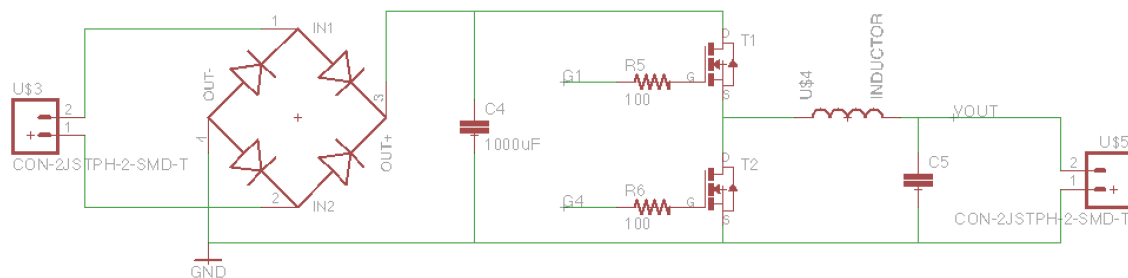 U$3
2
1
CON-2JSTPH-2-SMD-T
1
IN1
OUT-
4
3
OUT+
2
IN2
GND
C4
1000uF
G1
R5
100
G
D
S
T1
G4
R6
100
G
D
S
T2
U$4
INDUCTOR
VOUT
C5
U$5
2
1
CON-2JSTPH-2-SMD-T